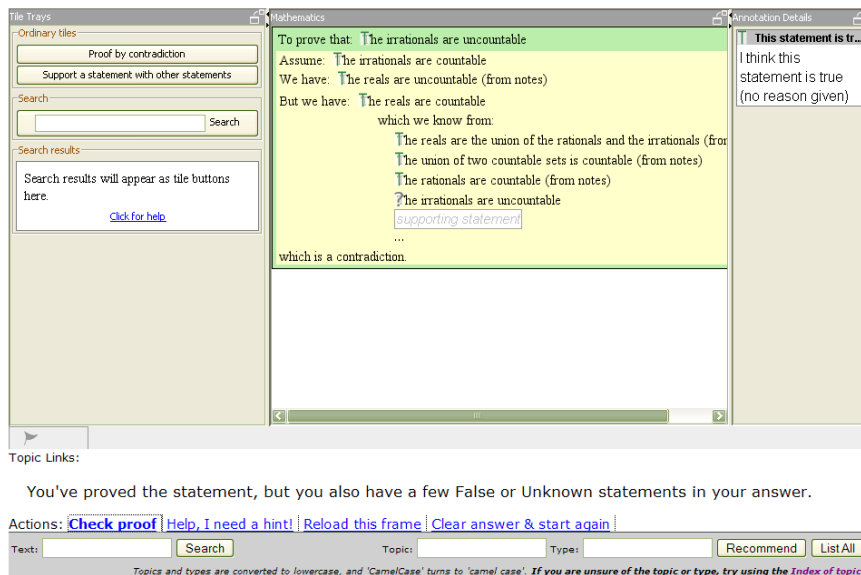 Tile Trays
Ordinary tiles
Proof by contradiction
Support a statement with other statements
Search
Search
Search results
Search results will appear as tile buttons
here.
Click for help
Mathematics
To prove that: The irrationals are uncountable
Assume: The irrationals are countable
We have: The reals are uncountable (from notes)
But we have: The reals are countable
which we know from:
The reals are the union of the rationals and the irrationals (fror
The union of two countable sets is countable (from notes)
The rationals are countable (from notes)
?he irrationals are uncountable
supporting statement
...
which is a contradiction.
Annotation Details
This statement is tr...
I think this
statement is true
(no reason given)
Topic Links:
You've proved the statement, but you also have a few False or Unknown statements in your answer.
Actions: Check proof Help, I need a hint! Reload this frame Clear answer & start again
Text: Search Topic: Type: Recommend List All
Topics and types are converted to lowercase, and 'CamelCase' turns to 'camel case'. If you are unsure of the topic or type, try using the Index of topic